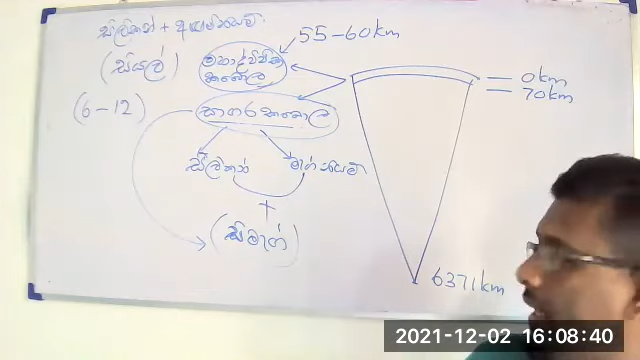 සිලිකන් + ඇලුමිනියම්
55-60km
(සියල්)
මහාද්වීපික
කබොල
0km
70km
(6-12)
සාගර කබොල
සිලිකන්
මැග්නීසියම්
+
(සිමැග්)
6371km
2021-12-02 16:08:40